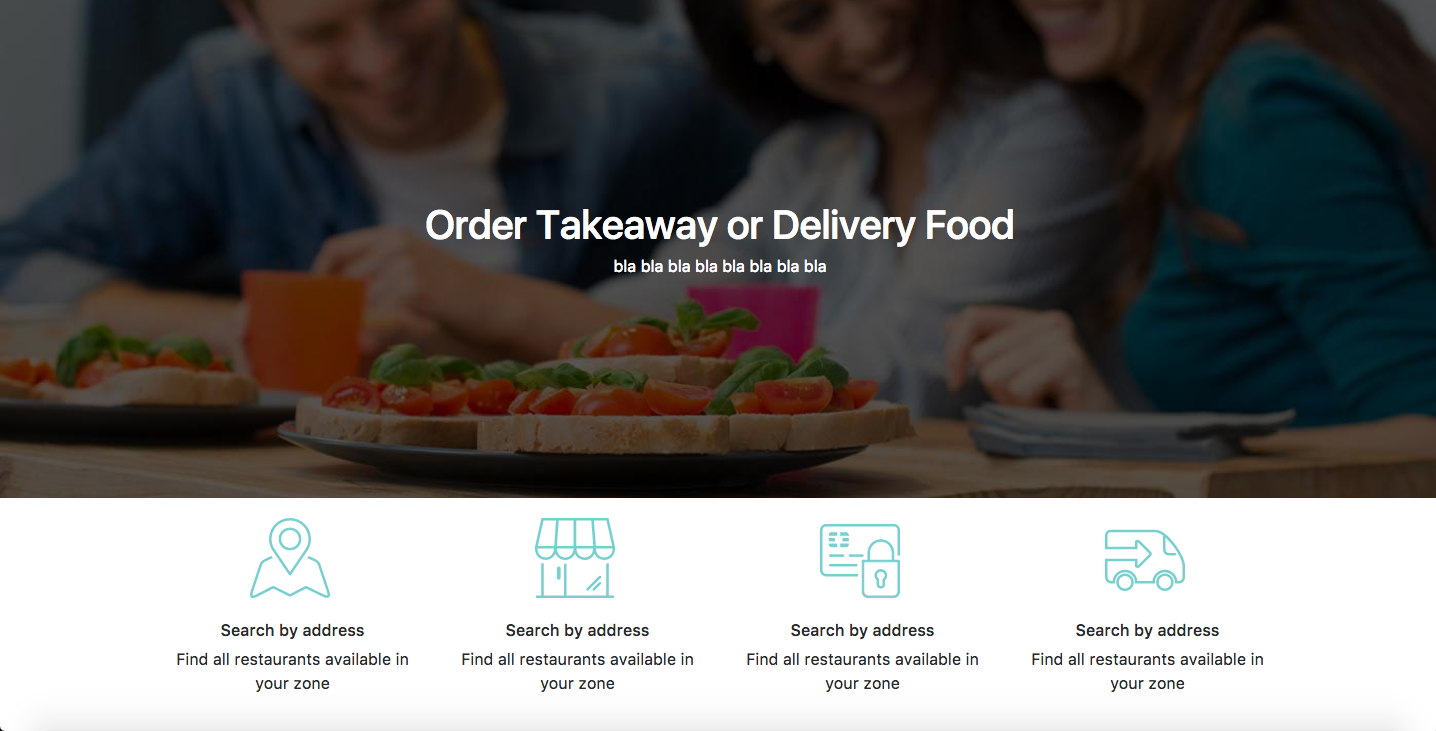 Order Takeaway or Delivery Food
bla bla bla bla bla bla bla bla
Search by address
Find all restaurants available in
your zone
Search by address
Find all restaurants available in
your zone
Search by address
Find all restaurants available in
your zone
Search by address
Find all restaurants available in
your zone